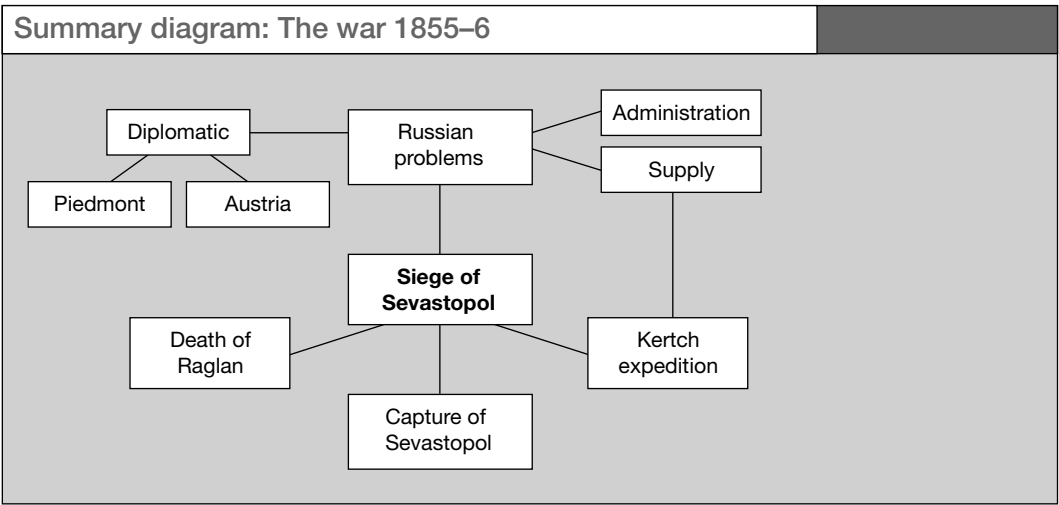 Summary diagram: The war 1855–6
Administration
Diplomatic
Russian
problems
Supply
Piedmont
Austria
Siege of
Sevastopol
Death of
Raglan
Kertch
expedition
Capture of
Sevastopol